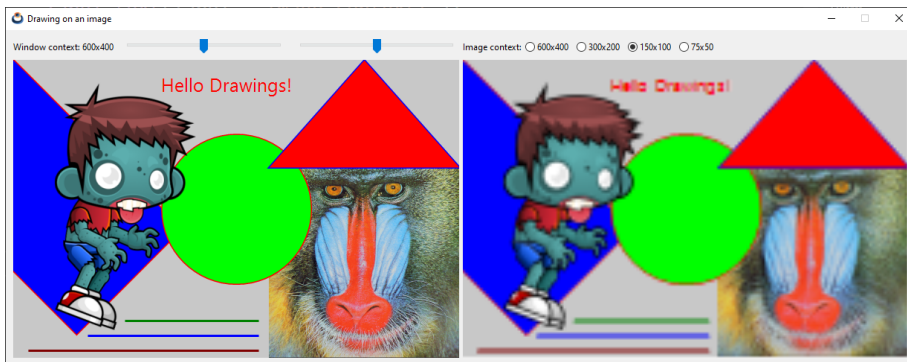 Drawing on an image
Window context: 600x400
Image context: 600x400 300x200 150x100 75x50
Hello Drawings!
Hello Drawings!